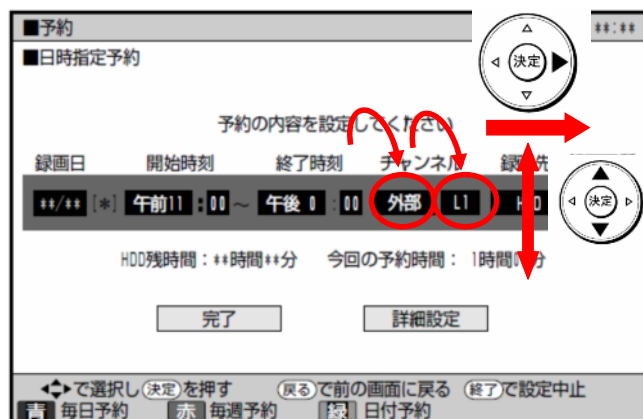 ■予約
**:**
■日時指定予約
決定
予約の内容を設定してください
録画日 開始時刻 終了時刻 チャンネル 録画先
**/** [*] 午前11:00 ~ 午後 0:00 外部 L1 HDD
決定
HDD残時間:**時間**分 今回の予約時間: 1時間00分
完了 詳細設定
で選択し 決定 を押す 戻る で前の画面に戻る 終了 で設定中止
青 毎日予約 赤 毎週予約 緑 日付予約